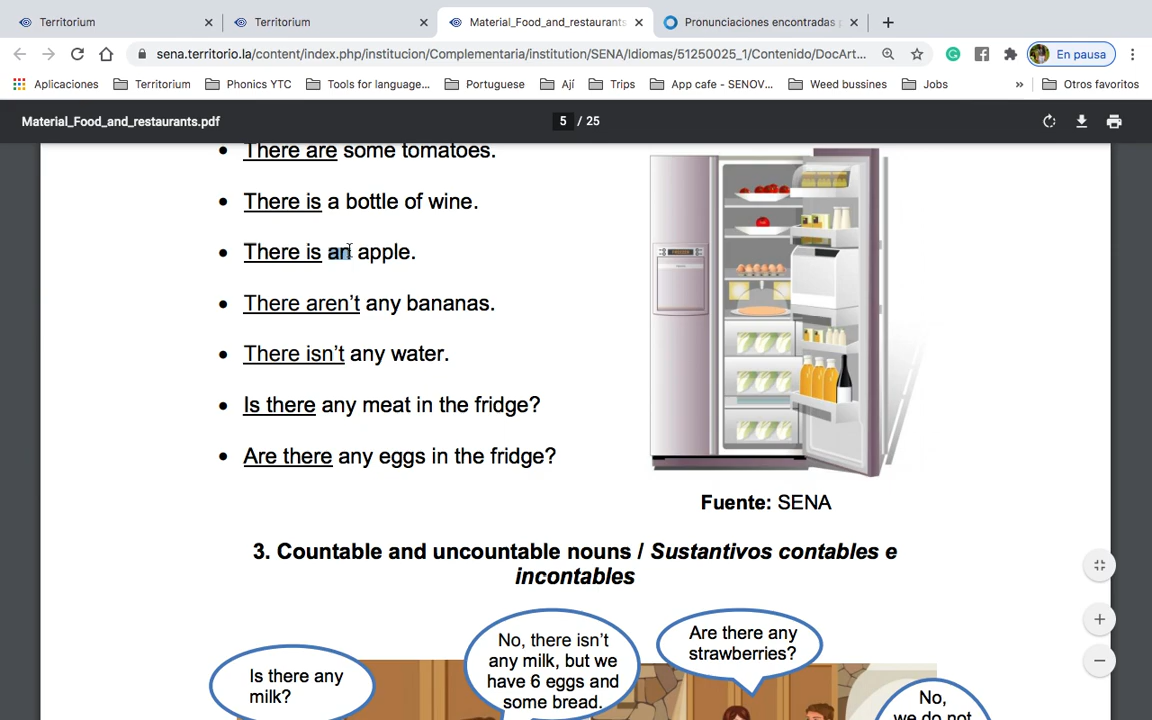 Territorium
Territorium
Material_Food_and_restaurants
Pronunciaciones encontradas
sena.territorio.la/content/index.php/institucion/Complementaria/institution/SENA/Idiomas/51250025_1/Contenido/DocArt...
En pausa
Aplicaciones
Territorium
Phonics YTC
Tools for language...
Portuguese
Ají
Trips
App cafe - SENOV...
Weed bussines
Jobs
»
Otros favoritos
Material_Food_and_restaurants.pdf
5 / 25
• There are some tomatoes.
• There is a bottle of wine.
• There is an apple.
• There aren't any bananas.
• There isn't any water.
• Is there any meat in the fridge?
• Are there any eggs in the fridge?
Fuente: SENA
3. Countable and uncountable nouns / Sustantivos contables e
incontables
Is there any
milk?
No, there isn't
any milk, but we
have 6 eggs and
some bread.
Are there any
strawberries?
No,
we do not